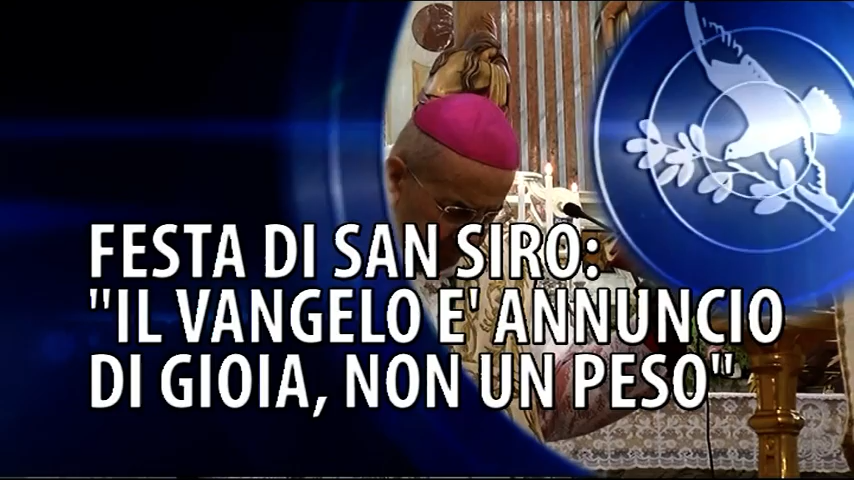 FESTA DI SAN SIRO:
"IL VANGELO E' ANNUNCIO
DI GIOIA, NON UN PESO"